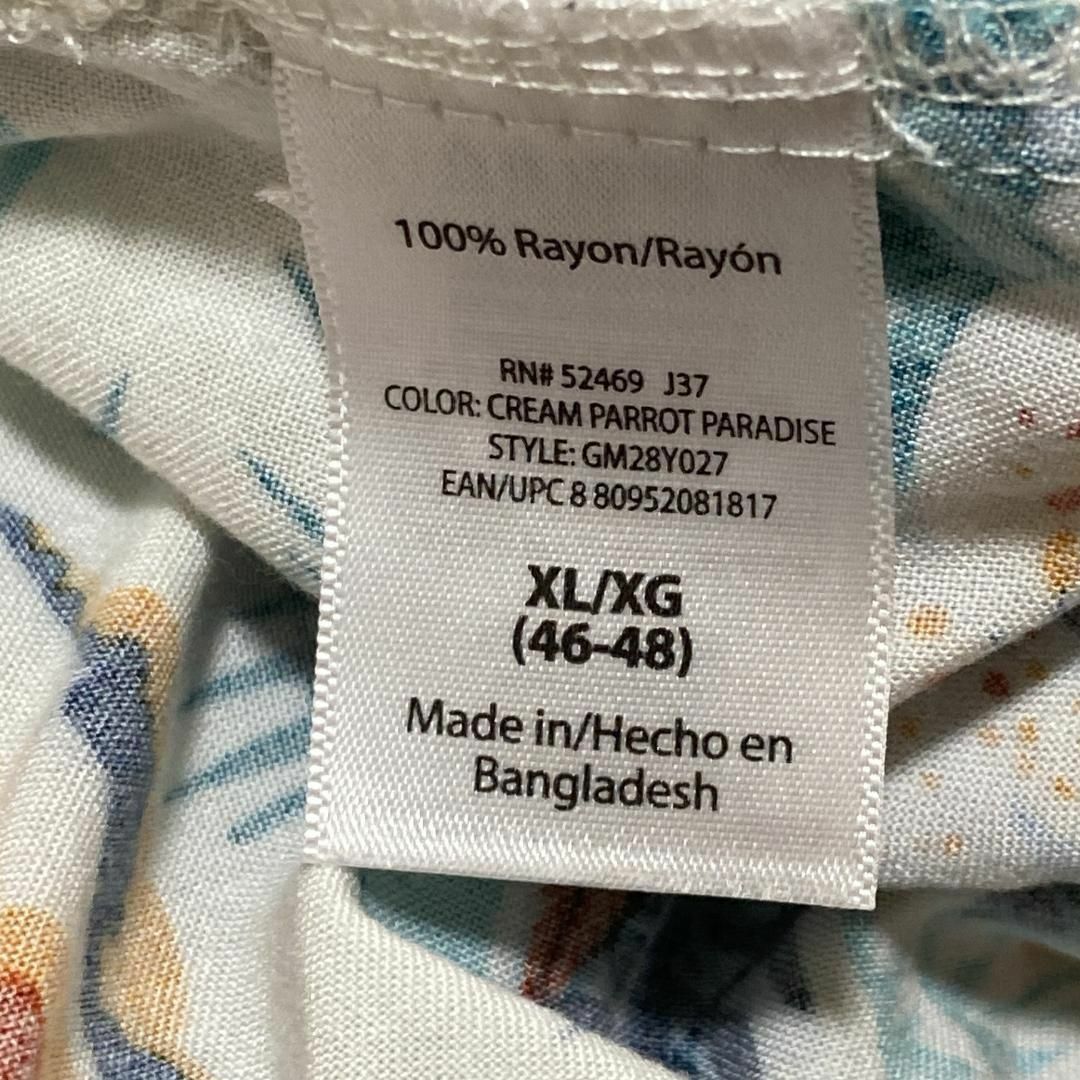 100% Rayon/Rayón
RN# 52469 J37
COLOR: CREAM PARROT PARADISE
STYLE: GM28Y027
EAN/UPC 8 80952081817
XL/XG
(46-48)
Made in/Hecho en
Bangladesh